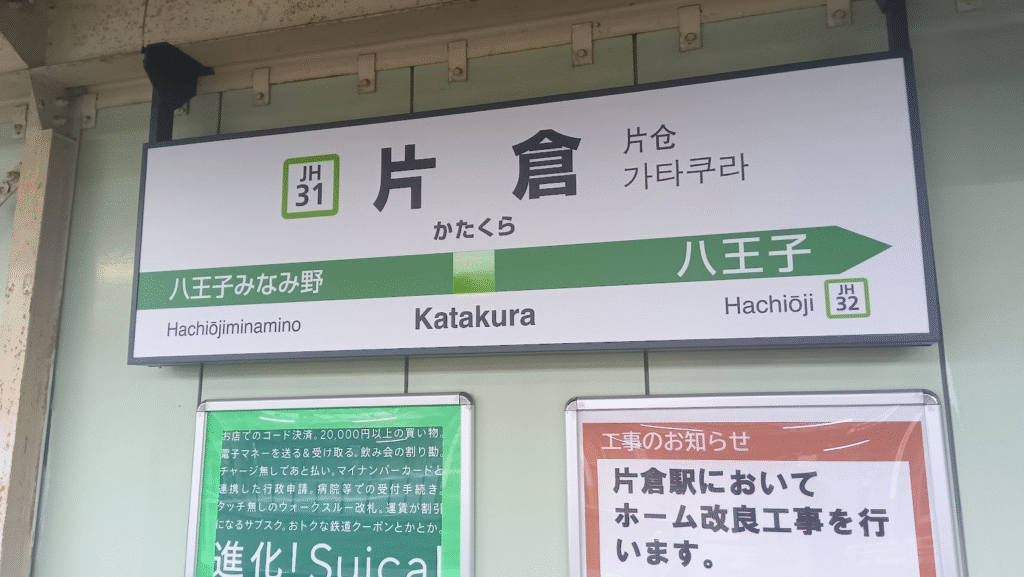 JH
31
片倉
片仓
가타쿠라
かたくら
八王子みなみ野
八王子
Hachiōjiminamino
Katakura
Hachiōji
JH
32
お店でのコード決済。20,000円以上の買い物。
電子マネーを送る&受け取る。飲み会の割り勘。
チャージ無しであと払い。マイナンバーカードと
連携した行政申請。病院等での受付手続き。
タッチ無しのウォークスルー改札。運賃が割引
になるサブスク。おトクな鉄道クーポンとかとか。
進化!Suica!
工事のお知らせ
片倉駅において
ホーム改良工事を行
います。